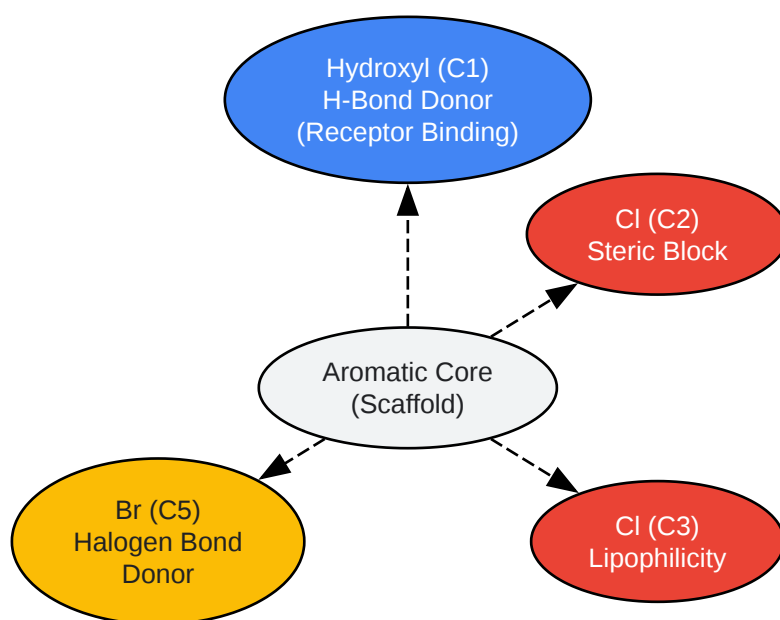 Hydroxyl (C1)
H-Bond Donor
(Receptor Binding)
Cl (C2)
Steric Block
Aromatic Core
(Scaffold)
Br (C5)
Halogen Bond
Donor
Cl (C3)
Lipophilicity